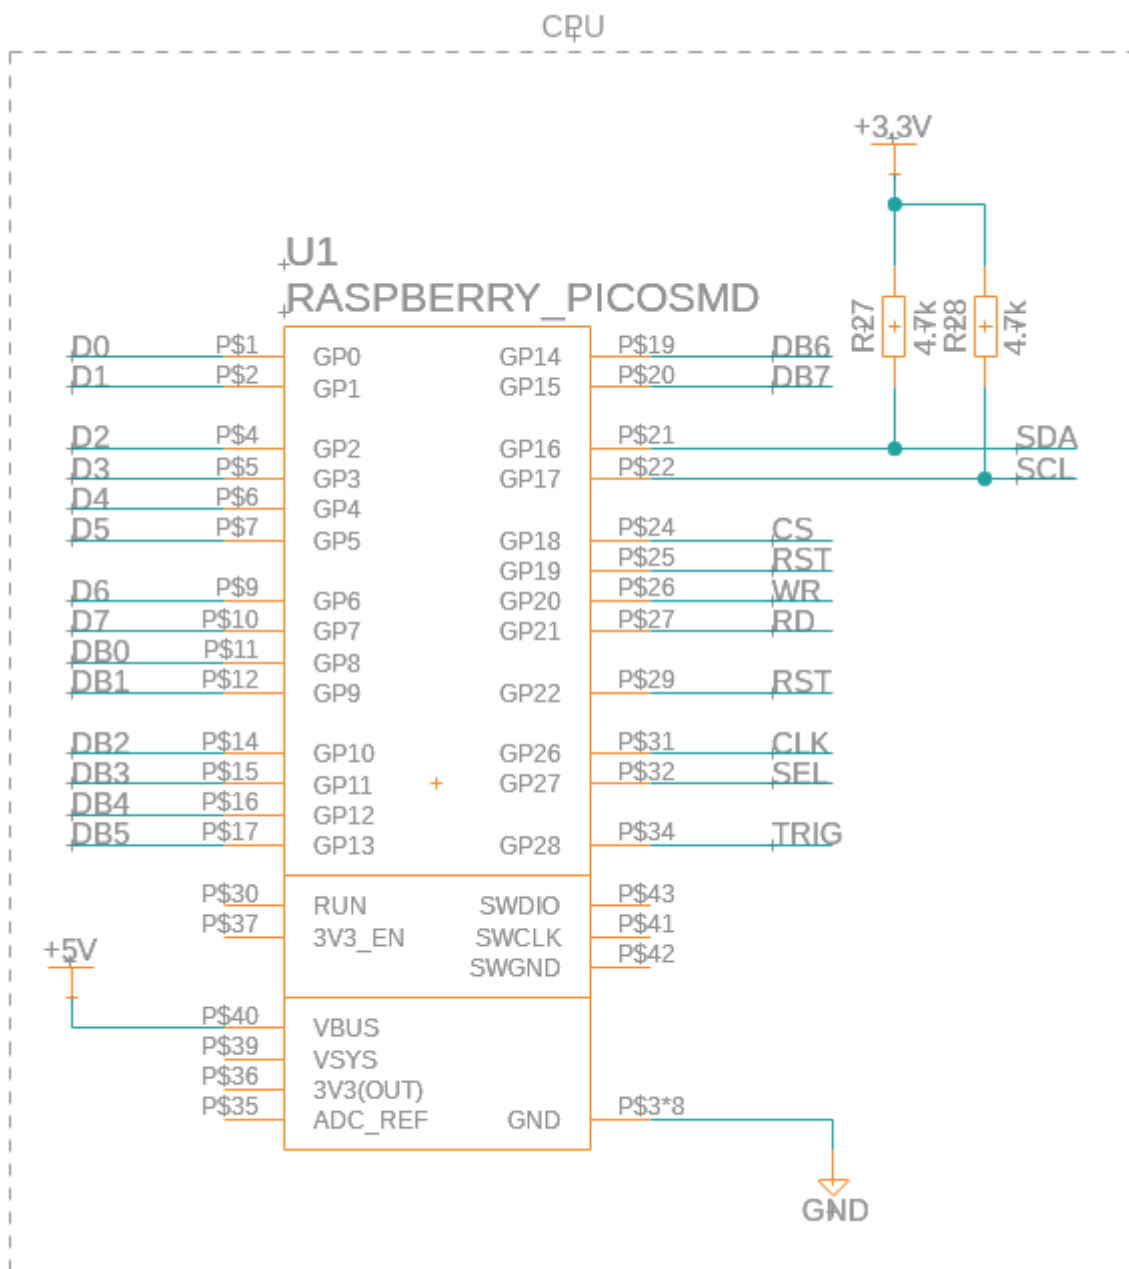 CPU
+3.3V
U1
RASPBERRY_PICOSMD
R27
4.7k
R28
4.7k
D0 P$1 GP0 GP14 P$19 DB6
D1 P$2 GP1 GP15 P$20 DB7
D2 P$4 GP2 GP16 P$21 SDA
D3 P$5 GP3 GP17 P$22 SCL
D4 P$6 GP4
D5 P$7 GP5 GP18 P$24 CS
GP19 P$25 RST
D6 P$9 GP6 GP20 P$26 WR
D7 P$10 GP7 GP21 P$27 RD
DB0 P$11 GP8
DB1 P$12 GP9 GP22 P$29 RST
DB2 P$14 GP10 GP26 P$31 CLK
DB3 P$15 GP11 GP27 P$32 SEL
DB4 P$16 GP12
DB5 P$17 GP13 GP28 P$34 TRIG
P$30 RUN SWDIO P$43
P$37 3V3_EN SWCLK P$41
+5V
SWGND P$42
P$40 VBUS
P$39 VSYS
P$36 3V3(OUT)
P$35 ADC_REF GND P$3*8
GND